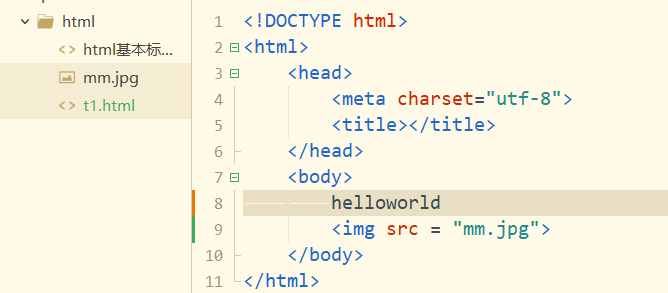 html
html基本标...
mm.jpg
t1.html
1 <!DOCTYPE html>
2 <html>
3 <head>
4 <meta charset="utf-8">
5 <title></title>
6 </head>
7 <body>
8 helloworld
9 <img src = "mm.jpg">
10 </body>
11 </html>